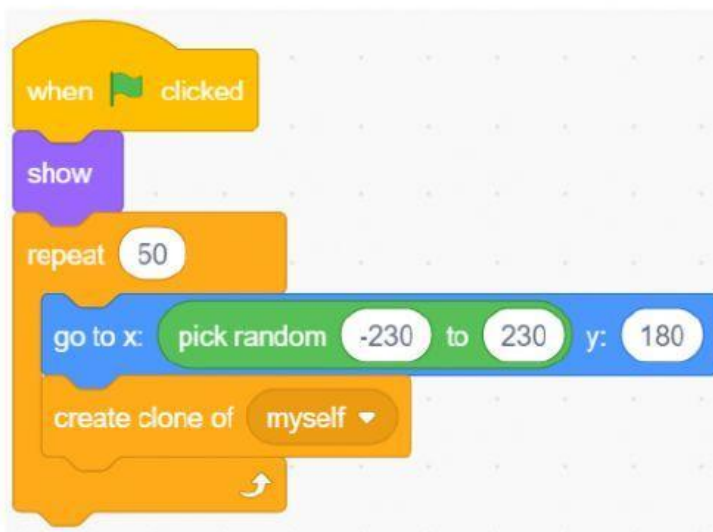 when clicked
show
repeat 50
go to x: pick random -230 to 230 y: 180
create clone of myself